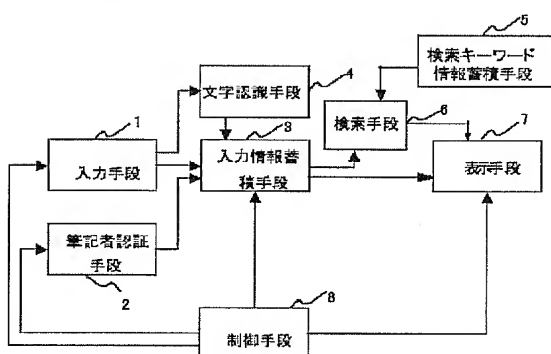 5
検索キーワード
情報蓄積手段
4
文字認識手段
1
3
検索手段
6
7
入力手段
入力情報蓄
積手段
表示手段
筆記者認証
手段
2
8
制御手段